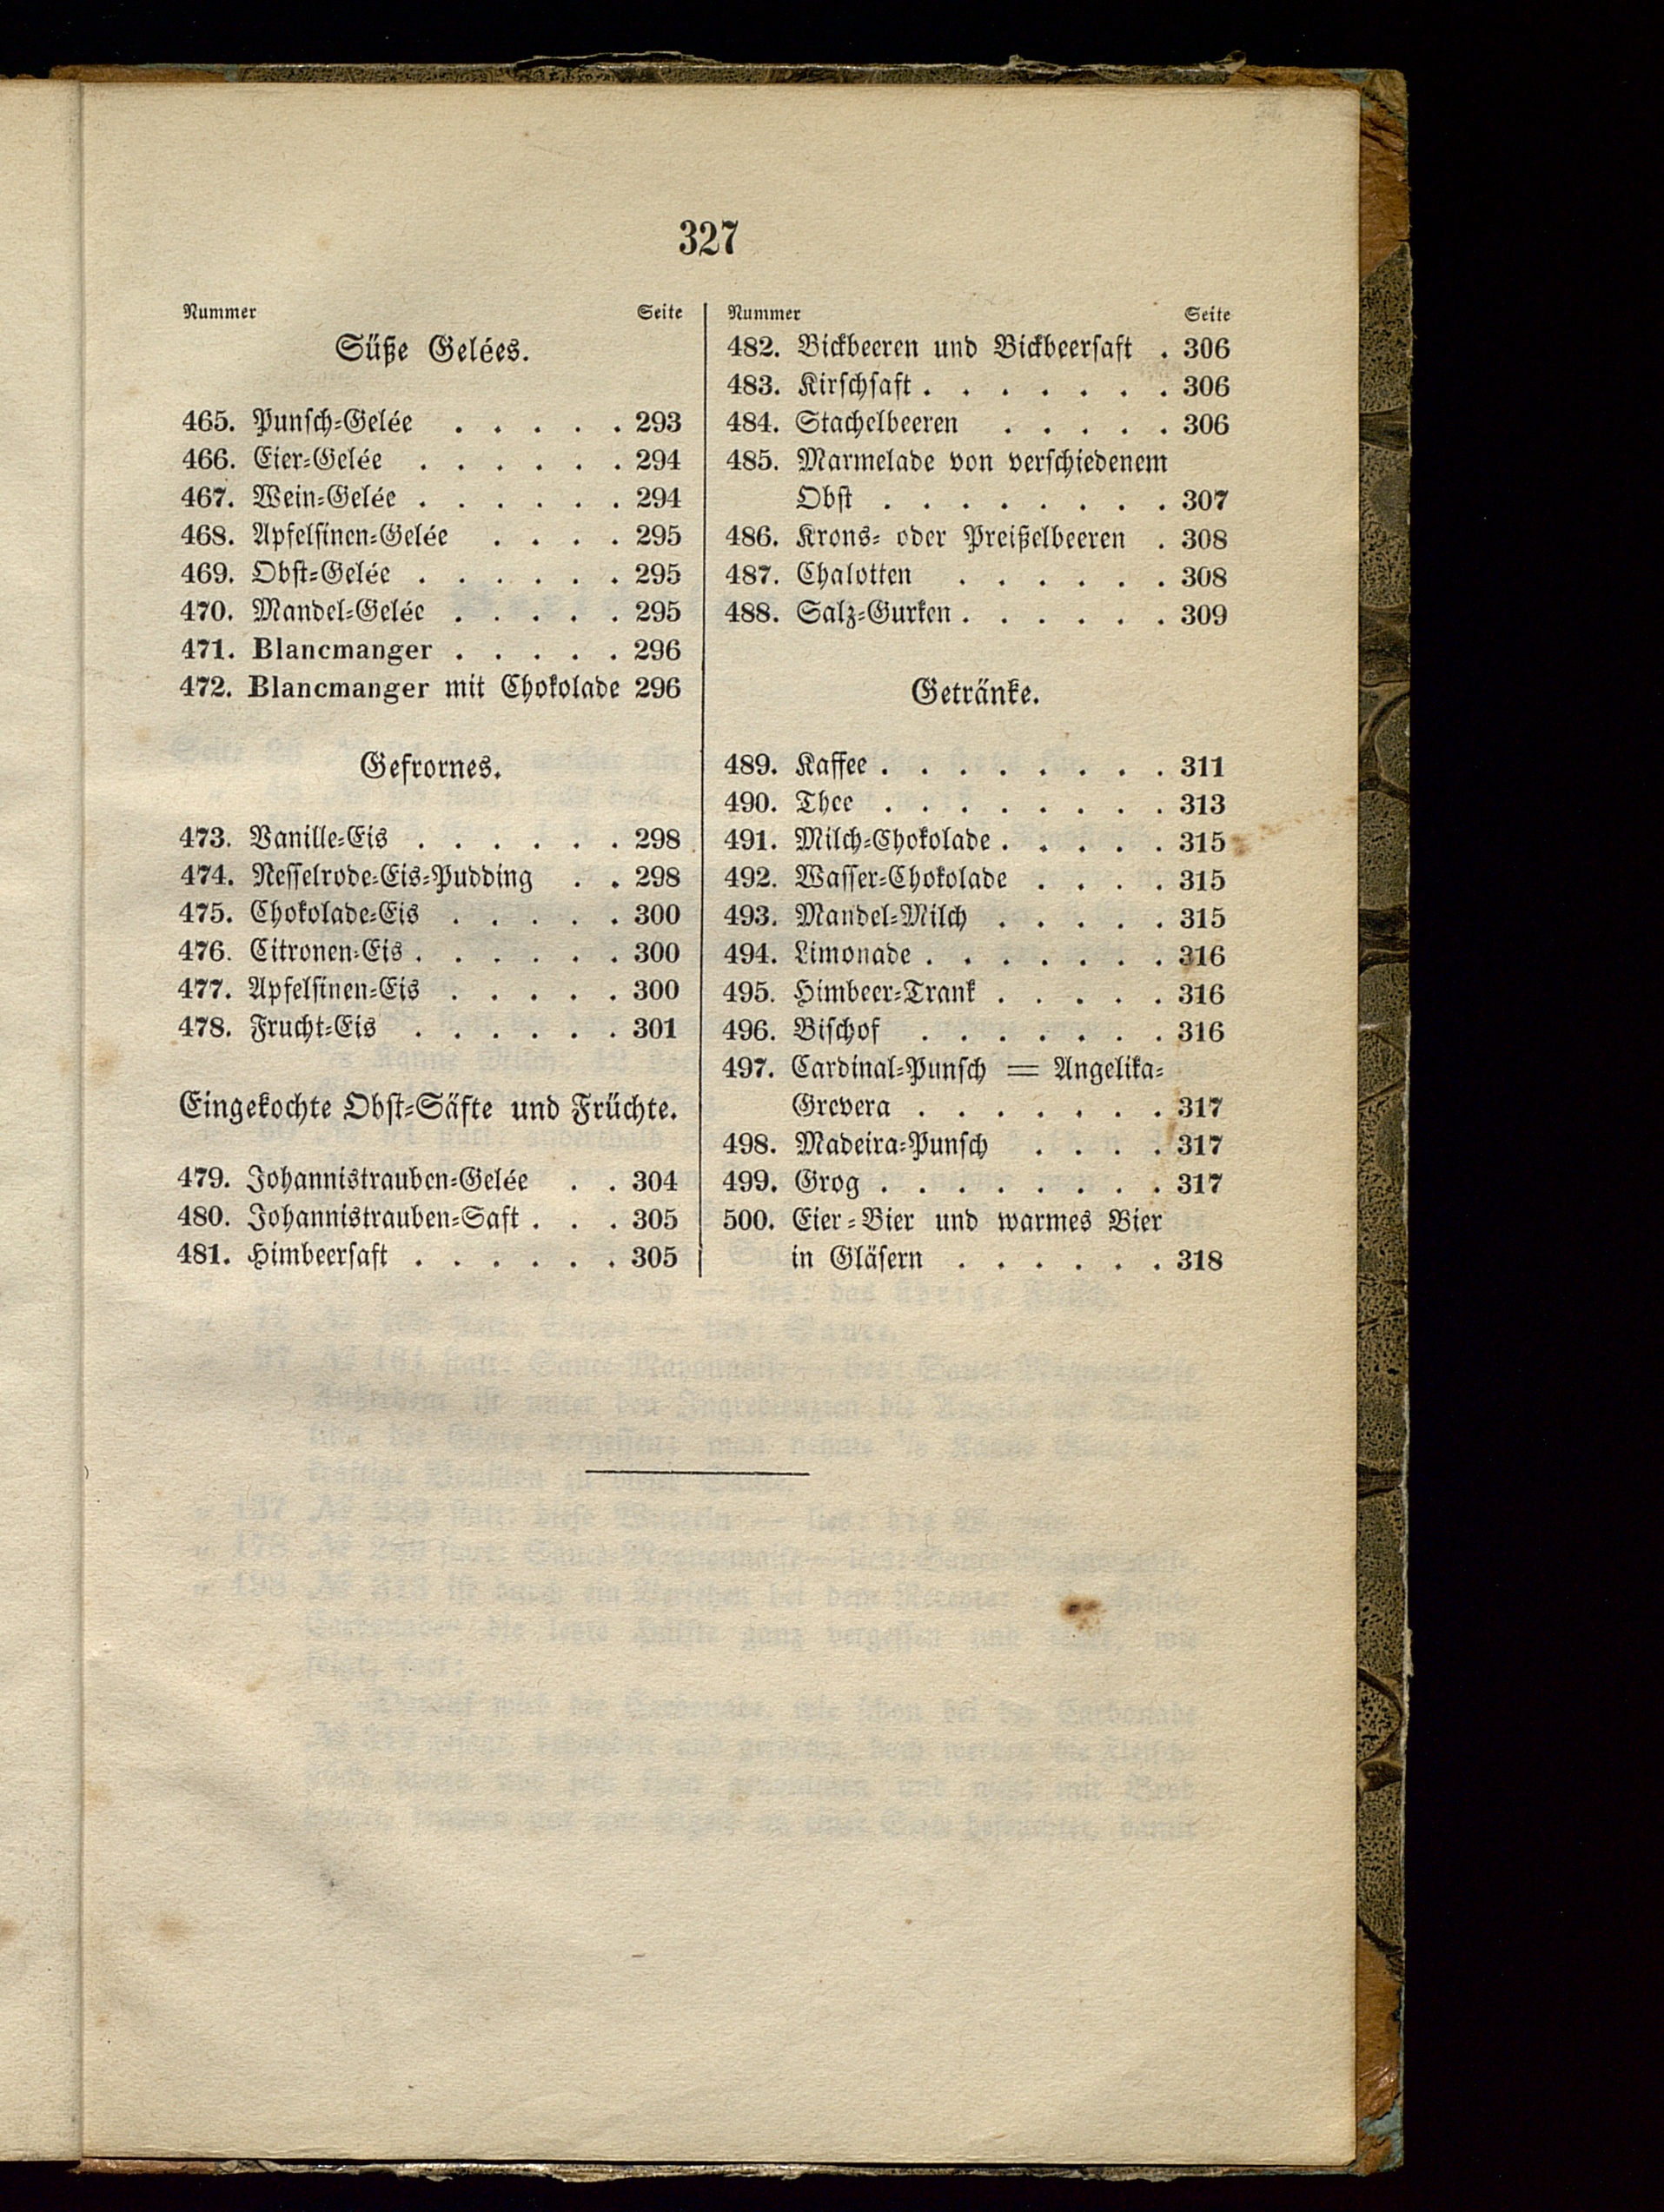 327
Nummer Seite
Süße Gelées.
465. Punſch-Gelée . . . . . 293
466. Eier-Gelée . . . . . . 294
467. Wein-Gelée . . . . . . 294
468. Apfelſinen-Gelée . . . . 295
469. Obſt-Gelée . . . . . . 295
470. Mandel-Gelée . . . . . 295
471. Blancmanger . . . . . 296
472. Blancmanger mit Chokolade 296
Gefrornes.
473. Vanille-Eis . . . . . . 298
474. Neſſelrode-Eis-Pudding . . 298
475. Chokolade-Eis . . . . . 300
476. Citronen-Eis . . . . . . 300
477. Apfelſinen-Eis . . . . . 300
478. Frucht-Eis . . . . . . 301
Eingekochte Obſt-Säfte und Früchte.
479. Johannistrauben-Gelée . . 304
480. Johannistrauben-Saft . . . 305
481. Himbeerſaft . . . . . . 305
Nummer Seite
482. Bickbeeren und Bickbeerſaft . 306
483. Kirſchſaft . . . . . . . 306
484. Stachelbeeren . . . . . 306
485. Marmelade von verſchiedenem
Obſt . . . . . . . . 307
486. Krons- oder Preißelbeeren . 308
487. Chalotten . . . . . . 308
488. Salz-Gurken . . . . . . 309
Getränke.
489. Kaffee . . . . . . . . 311
490. Thee . . . . . . . . 313
491. Milch-Chokolade . . . . . 315
492. Waſſer-Chokolade . . . . 315
493. Mandel-Milch . . . . . 315
494. Limonade . . . . . . . 316
495. Himbeer-Trank . . . . . 316
496. Biſchof . . . . . . . 316
497. Cardinal-Punſch = Angelika-
Grevera . . . . . . . 317
498. Madeira-Punſch . . . . 317
499. Grog . . . . . . . . 317
500. Eier-Bier und warmes Bier
in Gläſern . . . . . . 318